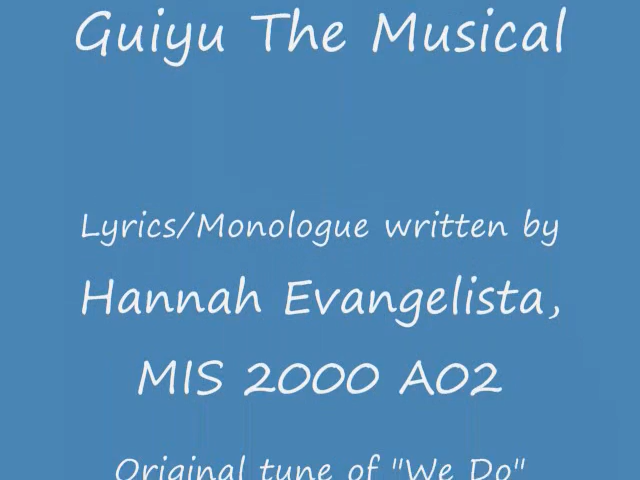 Guiyu The Musical
Lyrics/Monologue written by
Hannah Evangelista,
MIS 2000 A02
Original tune of "We Do"